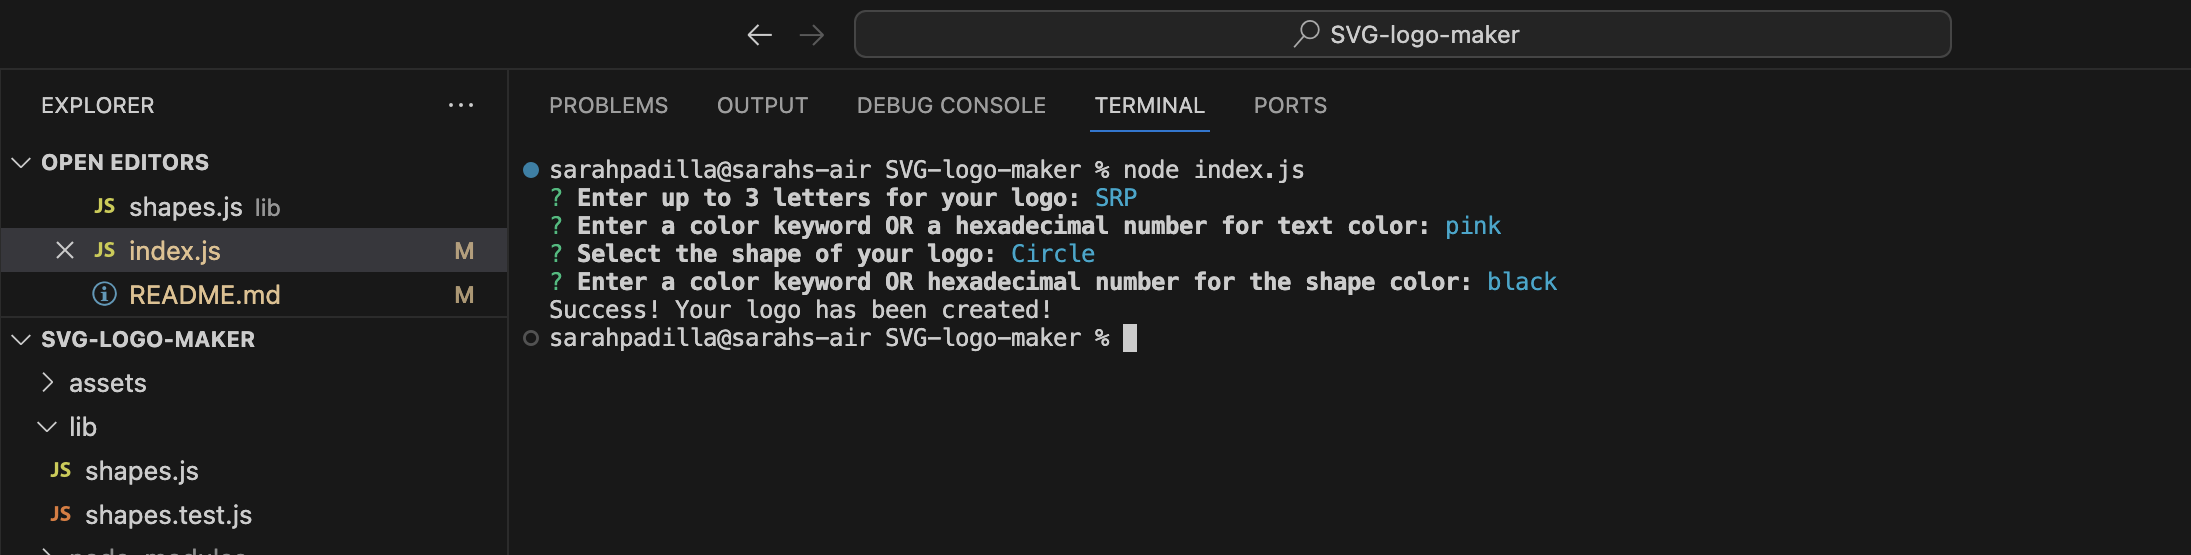 SVG-logo-maker
EXPLORER
OPEN EDITORS
JS shapes.js lib
JS index.js M
README.md M
SVG-LOGO-MAKER
assets
lib
JS shapes.js
JS shapes.test.js
node_modules
PROBLEMS OUTPUT DEBUG CONSOLE TERMINAL PORTS
sarahpadilla@sarahs-air SVG-logo-maker % node index.js
? Enter up to 3 letters for your logo: SRP
? Enter a color keyword OR a hexadecimal number for text color: pink
? Select the shape of your logo: Circle
? Enter a color keyword OR hexadecimal number for the shape color: black
Success! Your logo has been created!
sarahpadilla@sarahs-air SVG-logo-maker %